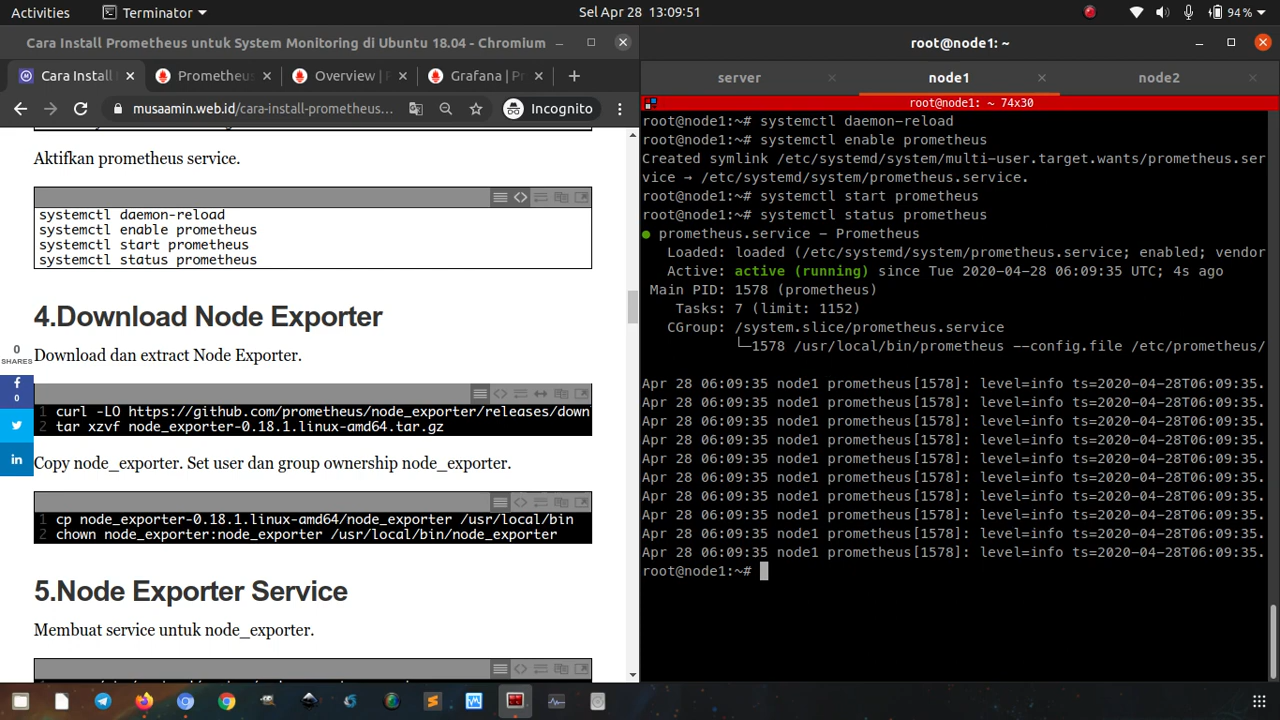 Activities
Terminator
Sel Apr 28 13:09:51
94%
Cara Install Prometheus untuk System Monitoring di Ubuntu 18.04 - Chromium
Cara Install
Prometheus
Overview | P
Grafana | Pr
musaamin.web.id/cara-install-prometheus…
Incognito
Aktifkan prometheus service.
systemctl daemon-reload
systemctl enable prometheus
systemctl start prometheus
systemctl status prometheus
4.Download Node Exporter
0
SHARES
Download dan extract Node Exporter.
0
1 curl -LO https://github.com/prometheus/node_exporter/releases/down
2 tar xzvf node_exporter-0.18.1.linux-amd64.tar.gz
Copy node_exporter. Set user dan group ownership node_exporter.
1 cp node_exporter-0.18.1.linux-amd64/node_exporter /usr/local/bin
2 chown node_exporter:node_exporter /usr/local/bin/node_exporter
5.Node Exporter Service
Membuat service untuk node_exporter.
root@node1: ~
server
node1
node2
root@node1: ~ 74x30
root@node1:~# systemctl daemon-reload
root@node1:~# systemctl enable prometheus
Created symlink /etc/systemd/system/multi-user.target.wants/prometheus.ser
vice → /etc/systemd/system/prometheus.service.
root@node1:~# systemctl start prometheus
root@node1:~# systemctl status prometheus
● prometheus.service - Prometheus
Loaded: loaded (/etc/systemd/system/prometheus.service; enabled; vendor
Active: active (running) since Tue 2020-04-28 06:09:35 UTC; 4s ago
Main PID: 1578 (prometheus)
Tasks: 7 (limit: 1152)
CGroup: /system.slice/prometheus.service
└─1578 /usr/local/bin/prometheus --config.file /etc/prometheus/
Apr 28 06:09:35 node1 prometheus[1578]: level=info ts=2020-04-28T06:09:35.
Apr 28 06:09:35 node1 prometheus[1578]: level=info ts=2020-04-28T06:09:35.
Apr 28 06:09:35 node1 prometheus[1578]: level=info ts=2020-04-28T06:09:35.
Apr 28 06:09:35 node1 prometheus[1578]: level=info ts=2020-04-28T06:09:35.
Apr 28 06:09:35 node1 prometheus[1578]: level=info ts=2020-04-28T06:09:35.
Apr 28 06:09:35 node1 prometheus[1578]: level=info ts=2020-04-28T06:09:35.
Apr 28 06:09:35 node1 prometheus[1578]: level=info ts=2020-04-28T06:09:35.
Apr 28 06:09:35 node1 prometheus[1578]: level=info ts=2020-04-28T06:09:35.
Apr 28 06:09:35 node1 prometheus[1578]: level=info ts=2020-04-28T06:09:35.
Apr 28 06:09:35 node1 prometheus[1578]: level=info ts=2020-04-28T06:09:35.
root@node1:~#